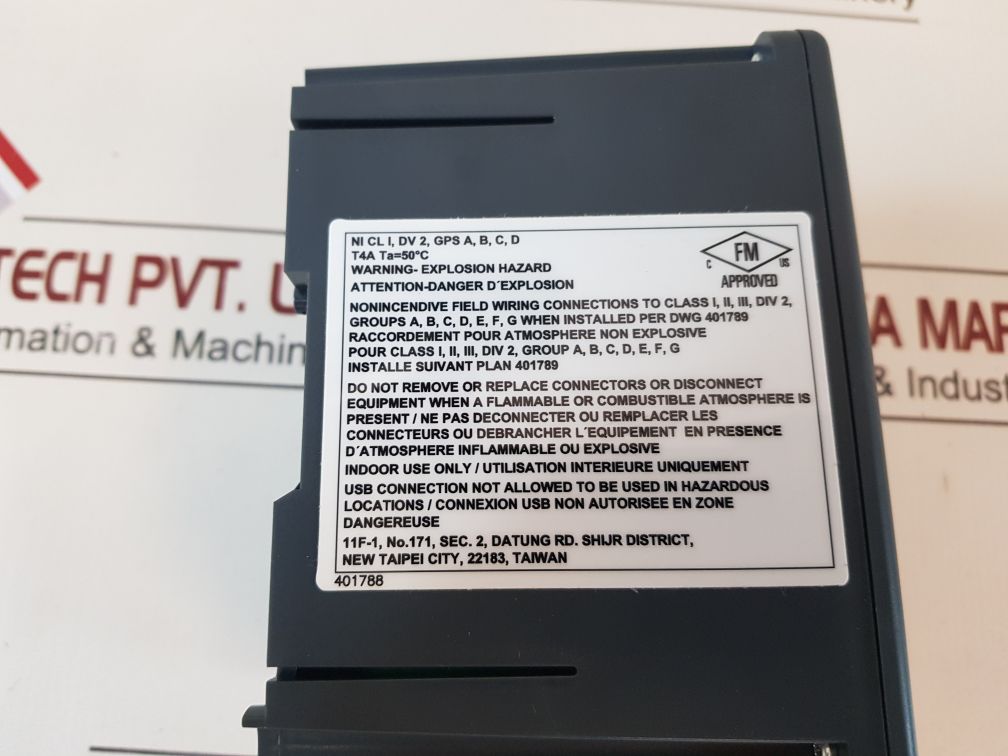 NI CL I, DV 2, GPS A, B, C, D
T4A Ta=50°C
WARNING- EXPLOSION HAZARD
ATTENTION-DANGER D´EXPLOSION
C FM US
APPROVED
NONINCENDIVE FIELD WIRING CONNECTIONS TO CLASS I, II, III, DIV 2,
GROUPS A, B, C, D, E, F, G WHEN INSTALLED PER DWG 401789
RACCORDEMENT POUR ATMOSPHERE NON EXPLOSIVE
POUR CLASS I, II, III, DIV 2, GROUP A, B, C, D, E, F, G
INSTALLE SUIVANT PLAN 401789
DO NOT REMOVE OR REPLACE CONNECTORS OR DISCONNECT
EQUIPMENT WHEN A FLAMMABLE OR COMBUSTIBLE ATMOSPHERE IS
PRESENT / NE PAS DECONNECTER OU REMPLACER LES
CONNECTEURS OU DEBRANCHER L´EQUIPEMENT EN PRESENCE
D´ATMOSPHERE INFLAMMABLE OU EXPLOSIVE
INDOOR USE ONLY / UTILISATION INTERIEURE UNIQUEMENT
USB CONNECTION NOT ALLOWED TO BE USED IN HAZARDOUS
LOCATIONS / CONNEXION USB NON AUTORISEE EN ZONE
DANGEREUSE
11F-1, No.171, SEC. 2, DATUNG RD. SHIJR DISTRICT,
NEW TAIPEI CITY, 22183, TAIWAN
401788
TECH PVT.
mation & Machin
A MAR
& Indust